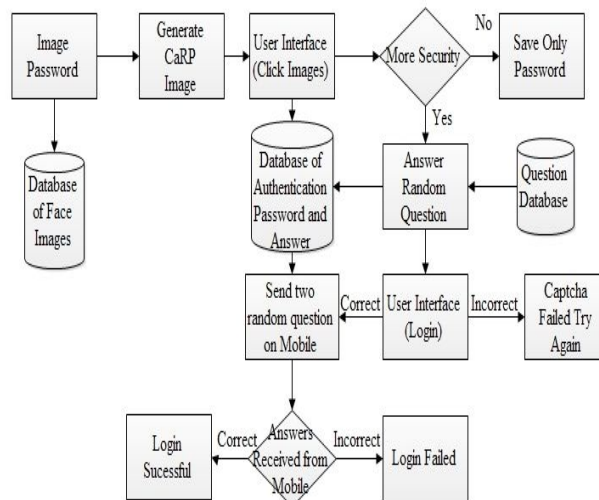 Image
Password
Generate
CaRP
Image
User Interface
(Click Images)
More Security
No
Save Only
Password
Yes
Database
of Face
Images
Database of
Authentication
Password and
Answer
Answer
Random
Question
Question
Database
Send two
random question
on Mobile
Correct
User Interface
(Login)
Incorrect
Captcha
Failed Try
Again
Login
Sucessful
Correct
Answers
Received from
Mobile
Incorrect
Login Failed